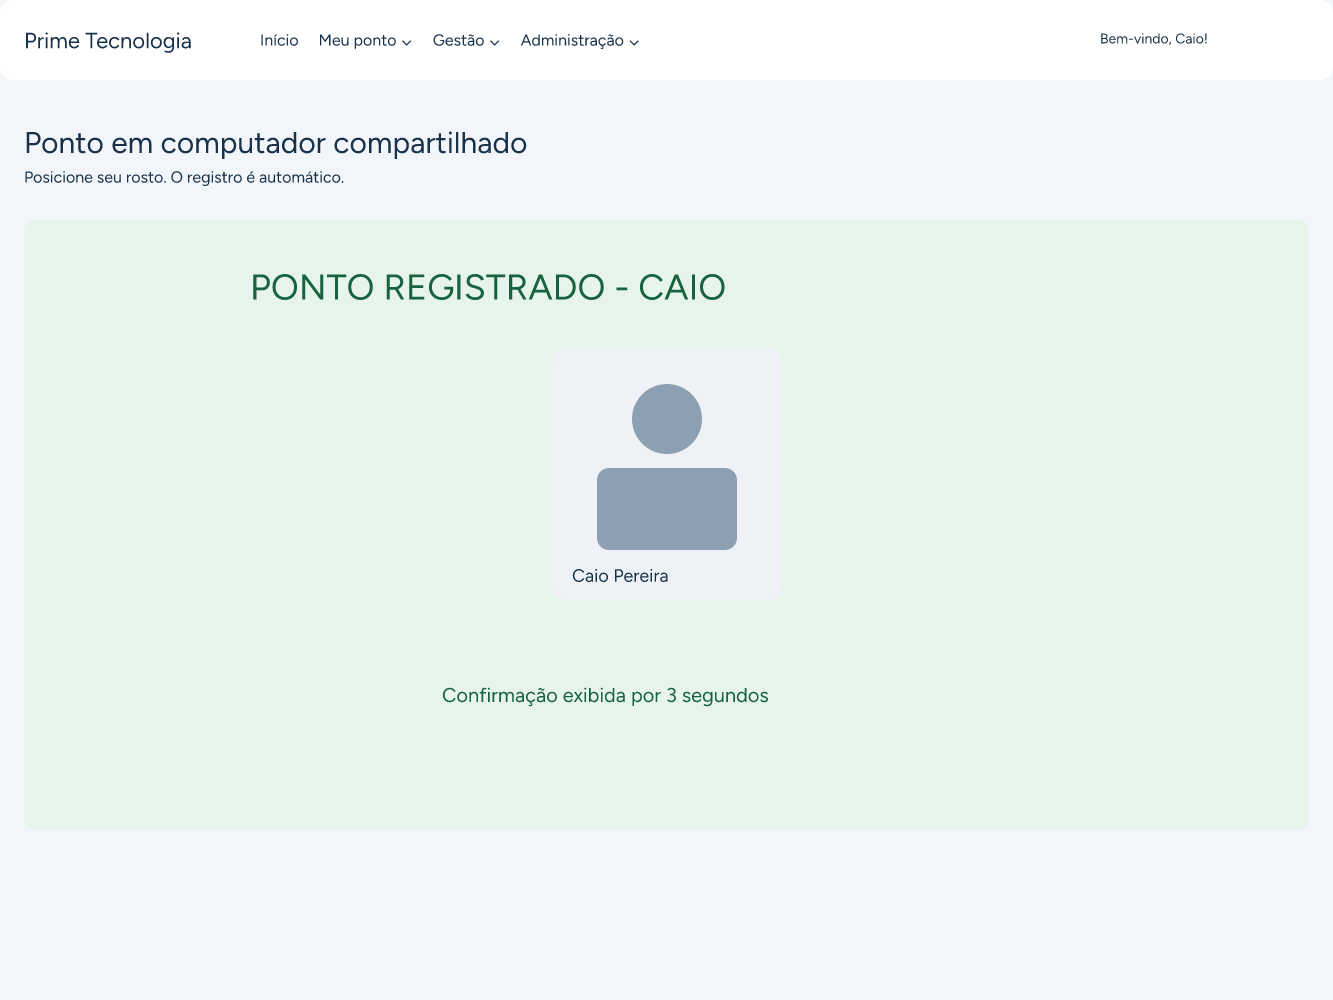 Prime Tecnologia
Início Meu ponto Gestão Administração
Bem-vindo, Caio!
Ponto em computador compartilhado
Posicione seu rosto. O registro é automático.
PONTO REGISTRADO - CAIO
Caio Pereira
Confirmação exibida por 3 segundos